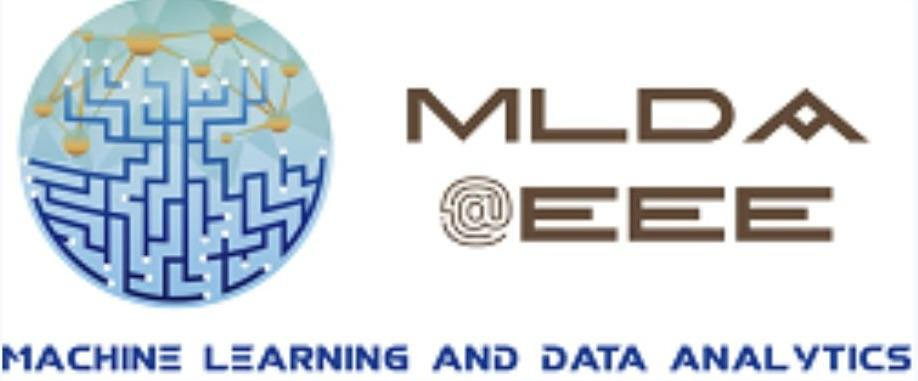 MLDA
@EEE
MACHINE LEARNING AND DATA ANALYTICS